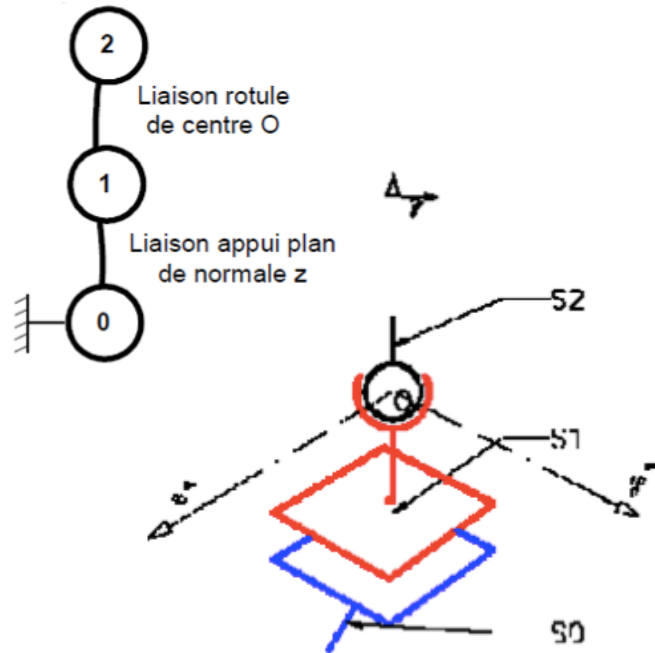 2
Liaison rotule
de centre O
1
Liaison appui plan
de normale z
0
S2
O
S1
S0